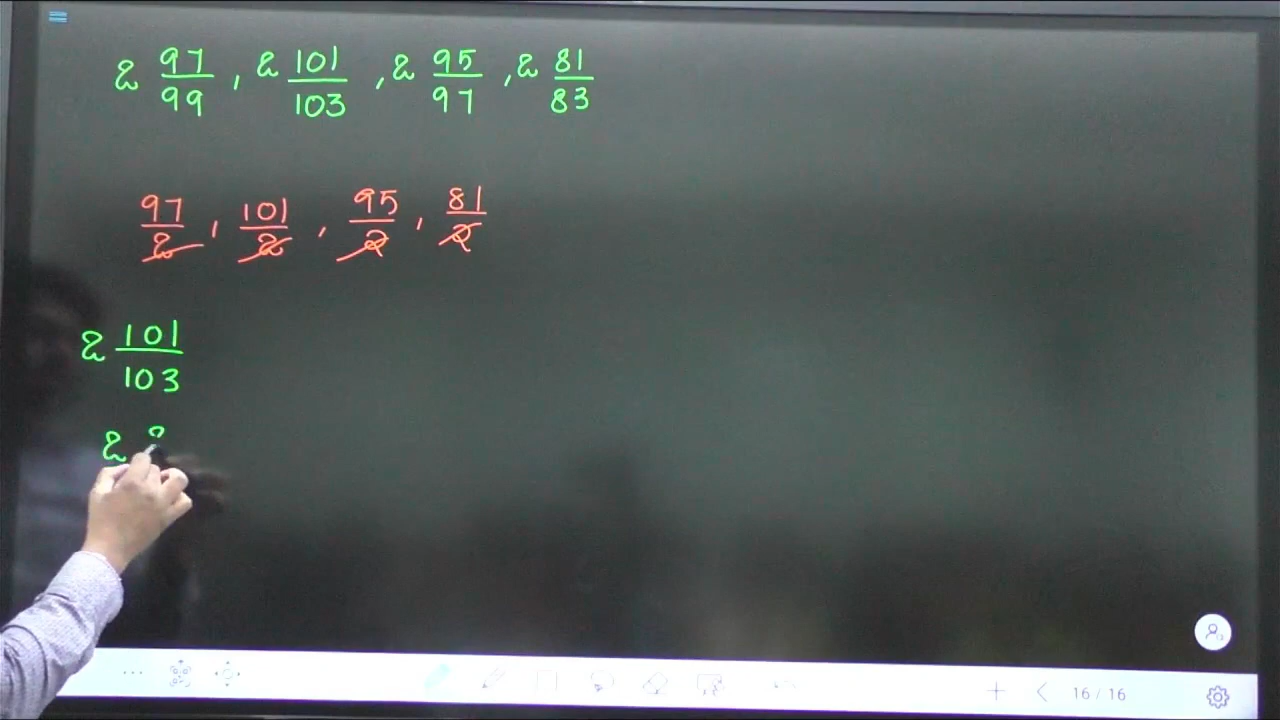 2 97/99 , 2 101/103 , 2 95/97 , 2 81/83
97/2 , 101/2 , 95/2 , 81/2
2 101/103
2
16 / 16